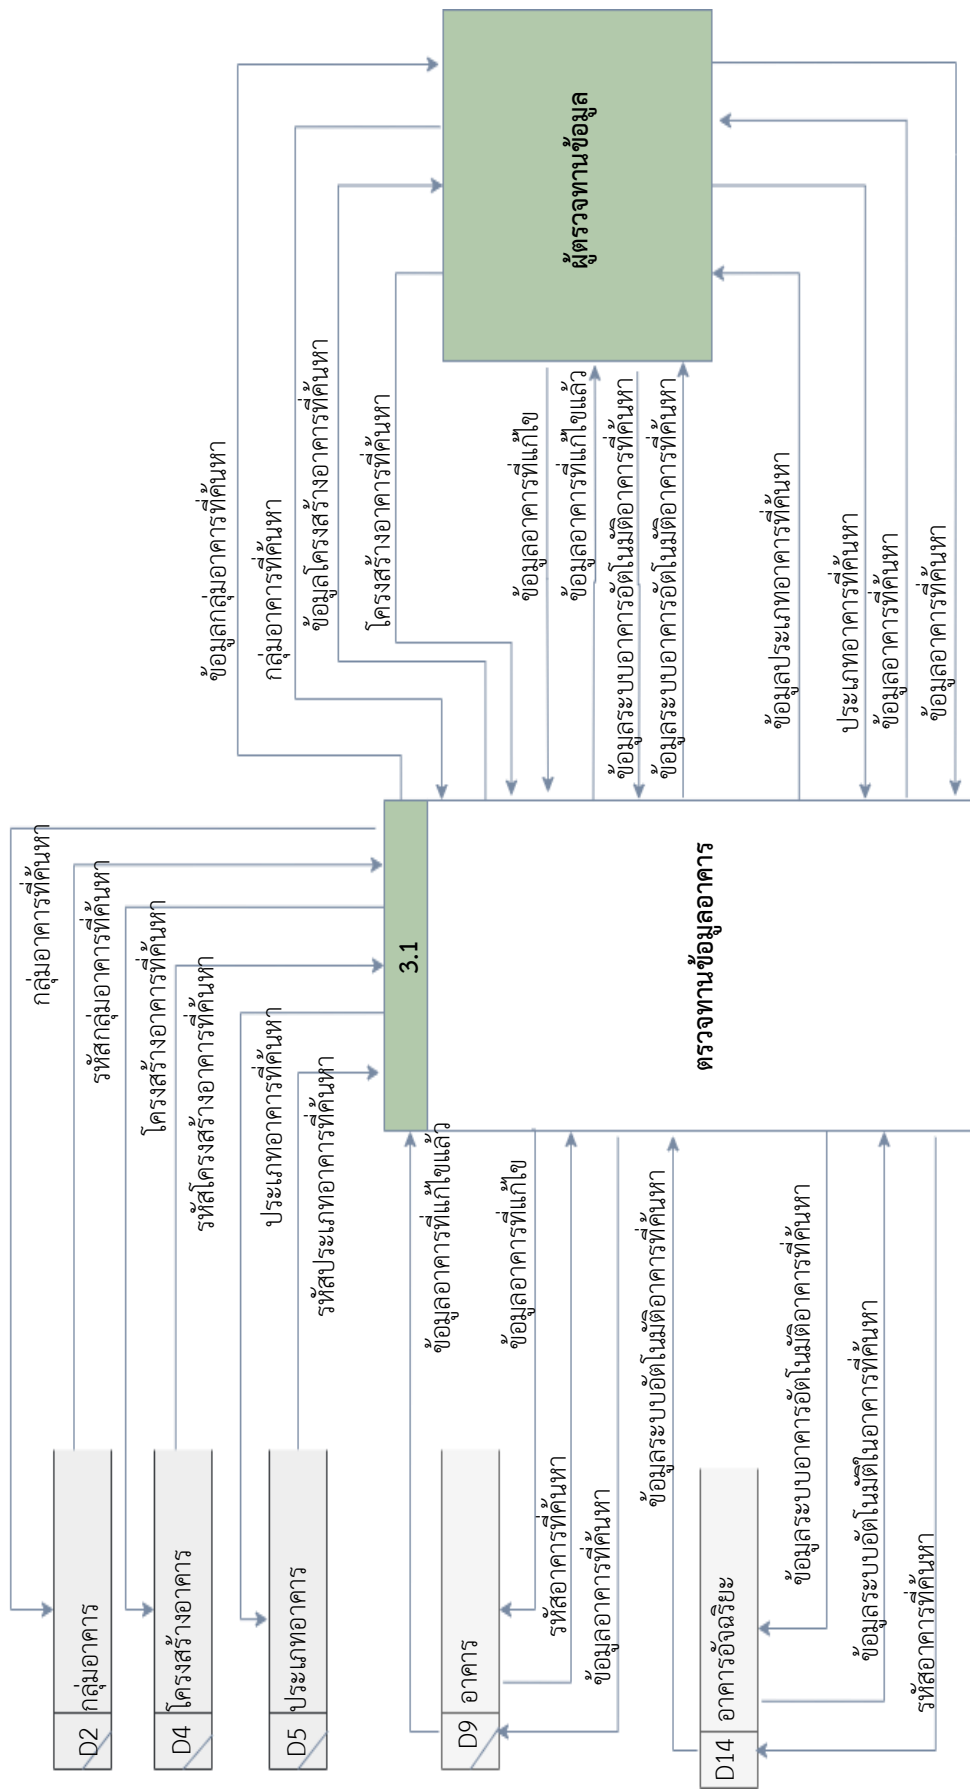 D2
กลุ่มอาคาร
D4
โครงสร้างอาคาร
D5
ประเภทอาคาร
D9
อาคาร
D14
อาคารอัจฉริยะ
กลุ่มอาคารที่ค้นหา
รหัสกลุ่มอาคารที่ค้นหา
โครงสร้างอาคารที่ค้นหา
รหัสโครงสร้างอาคารที่ค้นหา
ประเภทอาคารที่ค้นหา
รหัสประเภทอาคารที่ค้นหา
ข้อมูลอาคารที่แก้ไขแล้ว
ข้อมูลอาคารที่แก้ไข
รหัสอาคารที่ค้นหา
ข้อมูลอาคารที่ค้นหา
ข้อมูลระบบอัตโนมัติอาคารที่ค้นหา
ข้อมูลระบบอาคารอัตโนมัติอาคารที่ค้นหา
ข้อมูลระบบอัตโนมัติในอาคารที่ค้นหา
รหัสอาคารที่ค้นหา
3.1
ตรวจทานข้อมูลอาคาร
ข้อมูลกลุ่มอาคารที่ค้นหา
กลุ่มอาคารที่ค้นหา
ข้อมูลโครงสร้างอาคารที่ค้นหา
โครงสร้างอาคารที่ค้นหา
ข้อมูลอาคารที่แก้ไข
ข้อมูลอาคารที่แก้ไขแล้ว
ข้อมูลระบบอาคารอัตโนมัติอาคารที่ค้นหา
ข้อมูลระบบอาคารอัตโนมัติอาคารที่ค้นหา
ข้อมูลประเภทอาคารที่ค้นหา
ประเภทอาคารที่ค้นหา
ข้อมูลอาคารที่ค้นหา
ข้อมูลอาคารที่ค้นหา
ผู้ตรวจทานข้อมูล